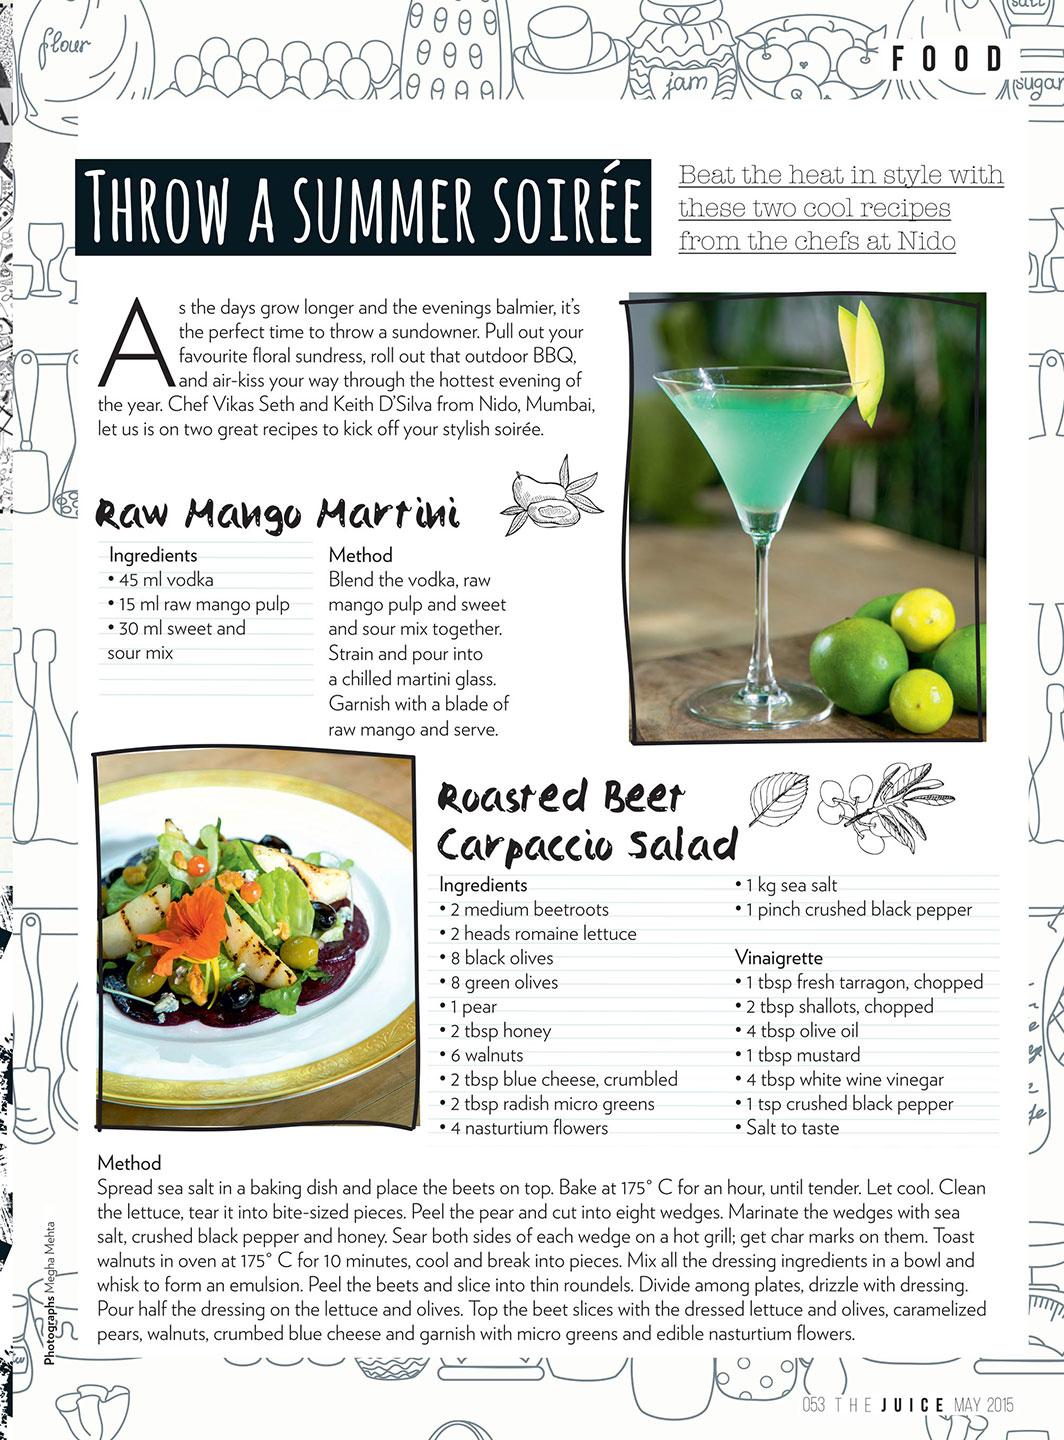 flour
jam
salt
sugar
FOOD
THROW A SUMMER SOIRÉE
Beat the heat in style with
these two cool recipes
from the chefs at Nido
As the days grow longer and the evenings balmier, it's
the perfect time to throw a sundowner. Pull out your
favourite floral sundress, roll out that outdoor BBQ,
and air-kiss your way through the hottest evening of
the year. Chef Vikas Seth and Keith D'Silva from Nido, Mumbai,
let us is on two great recipes to kick off your stylish soirée.
Raw Mango Martini
Ingredients
• 45 ml vodka
• 15 ml raw mango pulp
• 30 ml sweet and
sour mix
Method
Blend the vodka, raw
mango pulp and sweet
and sour mix together.
Strain and pour into
a chilled martini glass.
Garnish with a blade of
raw mango and serve.
Roasted Beet
Carpaccio Salad
Ingredients
• 2 medium beetroots
• 2 heads romaine lettuce
• 8 black olives
• 8 green olives
• 1 pear
• 2 tbsp honey
• 6 walnuts
• 2 tbsp blue cheese, crumbled
• 2 tbsp radish micro greens
• 4 nasturtium flowers
• 1 kg sea salt
• 1 pinch crushed black pepper
Vinaigrette
• 1 tbsp fresh tarragon, chopped
• 2 tbsp shallots, chopped
• 4 tbsp olive oil
• 1 tbsp mustard
• 4 tbsp white wine vinegar
• 1 tsp crushed black pepper
• Salt to taste
Method
Spread sea salt in a baking dish and place the beets on top. Bake at 175° C for an hour, until tender. Let cool. Clean
the lettuce, tear it into bite-sized pieces. Peel the pear and cut into eight wedges. Marinate the wedges with sea
salt, crushed black pepper and honey. Sear both sides of each wedge on a hot grill; get char marks on them. Toast
walnuts in oven at 175° C for 10 minutes, cool and break into pieces. Mix all the dressing ingredients in a bowl and
whisk to form an emulsion. Peel the beets and slice into thin roundels. Divide among plates, drizzle with dressing.
Pour half the dressing on the lettuce and olives. Top the beet slices with the dressed lettuce and olives, caramelized
pears, walnuts, crumbed blue cheese and garnish with micro greens and edible nasturtium flowers.
Photographs Megha Mehta
053 THE JUICE MAY 2015